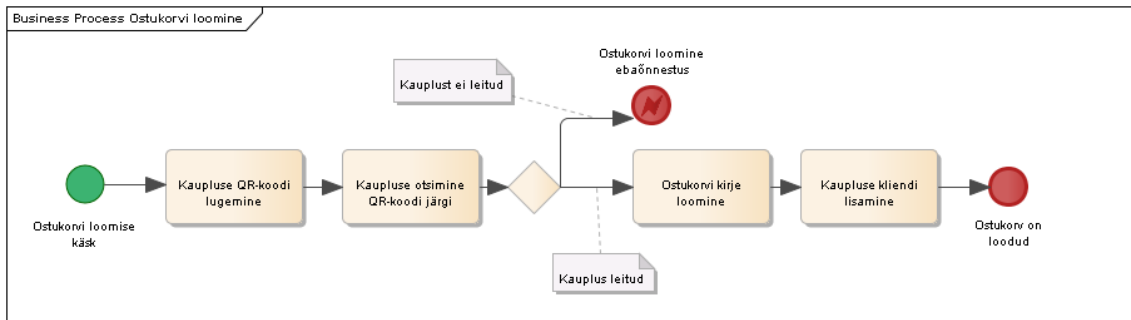 Business Process Ostukorvi loomine
Ostukorvi loomine
ebaõnnestus
Kauplust ei leitud
Kaupluse QR-koodi
lugemine
Kaupluse otsimine
QR-koodi järgi
Ostukorvi kirje
loomine
Kaupluse kliendi
lisamine
Ostukorvi loomise
käsk
Ostukorv on
loodud
Kauplus leitud